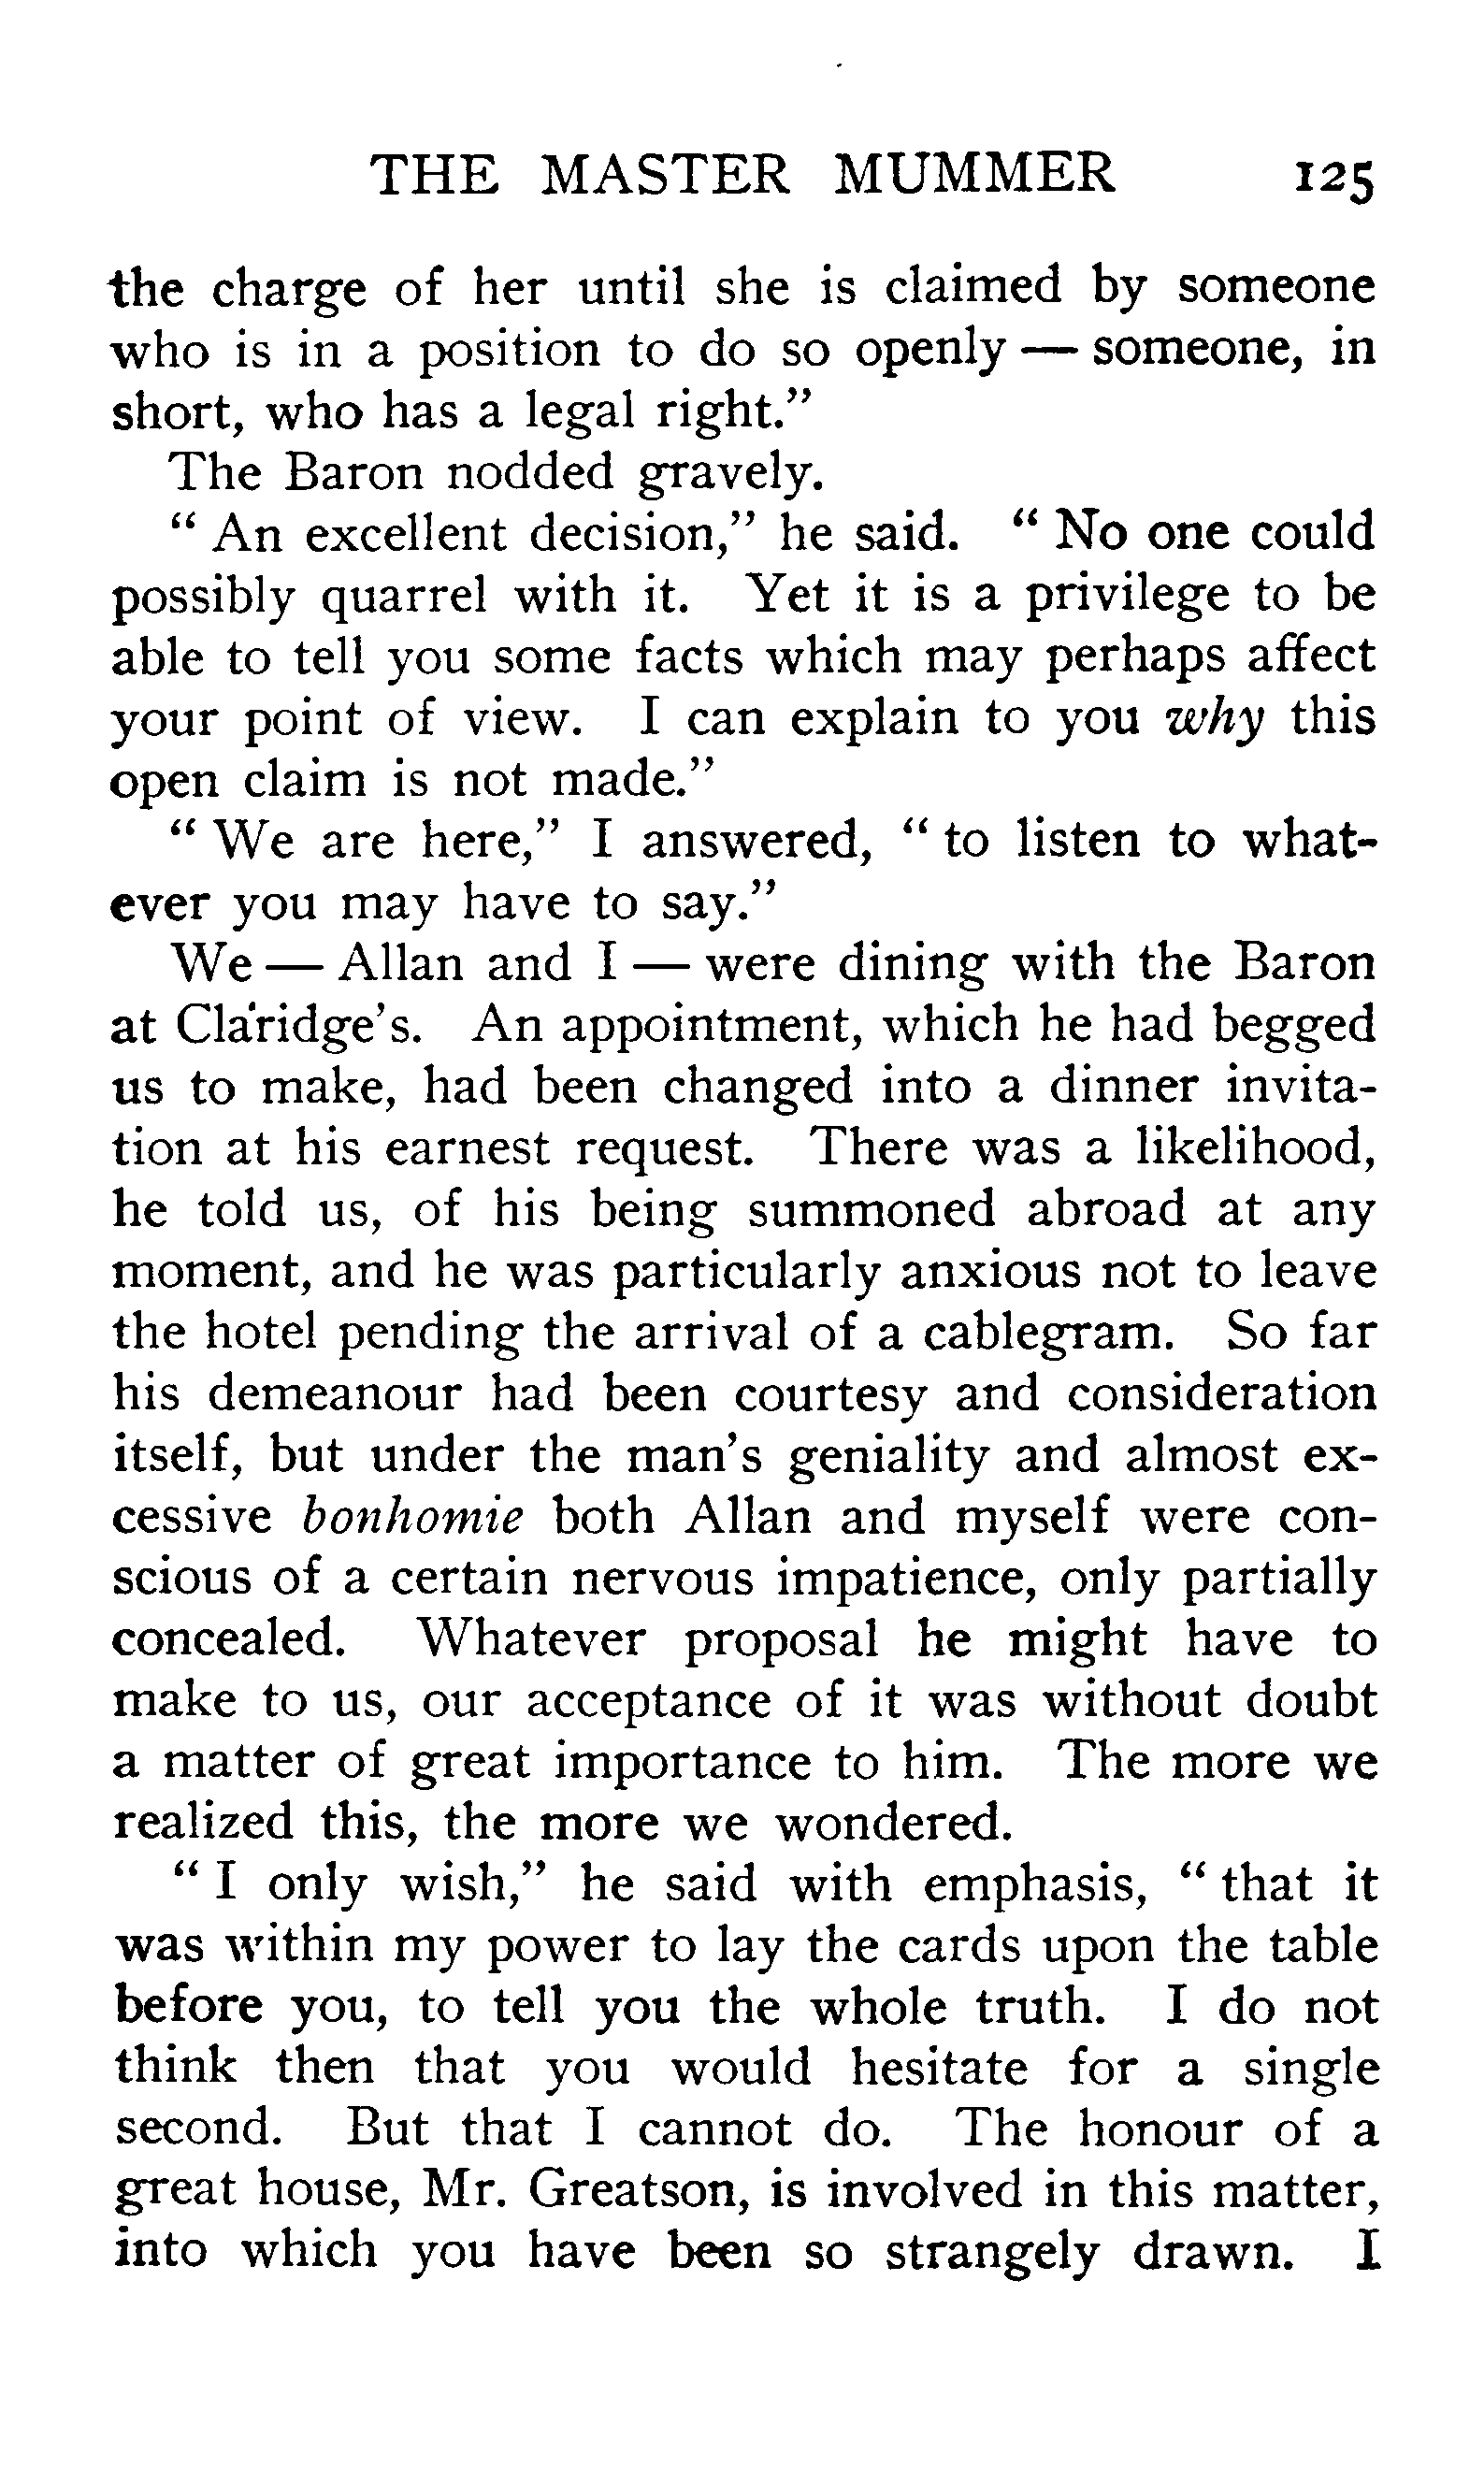 THE MASTER MUMMER 125
the charge of her until she is claimed by someone
who is in a position to do so openly — someone, in
short, who has a legal right.”
The Baron nodded gravely.
“ An excellent decision,” he said. “ No one could
possibly quarrel with it. Yet it is a privilege to be
able to tell you some facts which may perhaps affect
your point of view. I can explain to you why this
open claim is not made.”
“ We are here,” I answered, “ to listen to what-
ever you may have to say.”
We — Allan and I — were dining with the Baron
at Claridge’s. An appointment, which he had begged
us to make, had been changed into a dinner invita-
tion at his earnest request. There was a likelihood,
he told us, of his being summoned abroad at any
moment, and he was particularly anxious not to leave
the hotel pending the arrival of a cablegram. So far
his demeanour had been courtesy and consideration
itself, but under the man’s geniality and almost ex-
cessive bonhomie both Allan and myself were con-
scious of a certain nervous impatience, only partially
concealed. Whatever proposal he might have to
make to us, our acceptance of it was without doubt
a matter of great importance to him. The more we
realized this, the more we wondered.
“ I only wish,” he said with emphasis, “ that it
was within my power to lay the cards upon the table
before you, to tell you the whole truth. I do not
think then that you would hesitate for a single
second. But that I cannot do. The honour of a
great house, Mr. Greatson, is involved in this matter,
into which you have been so strangely drawn. I